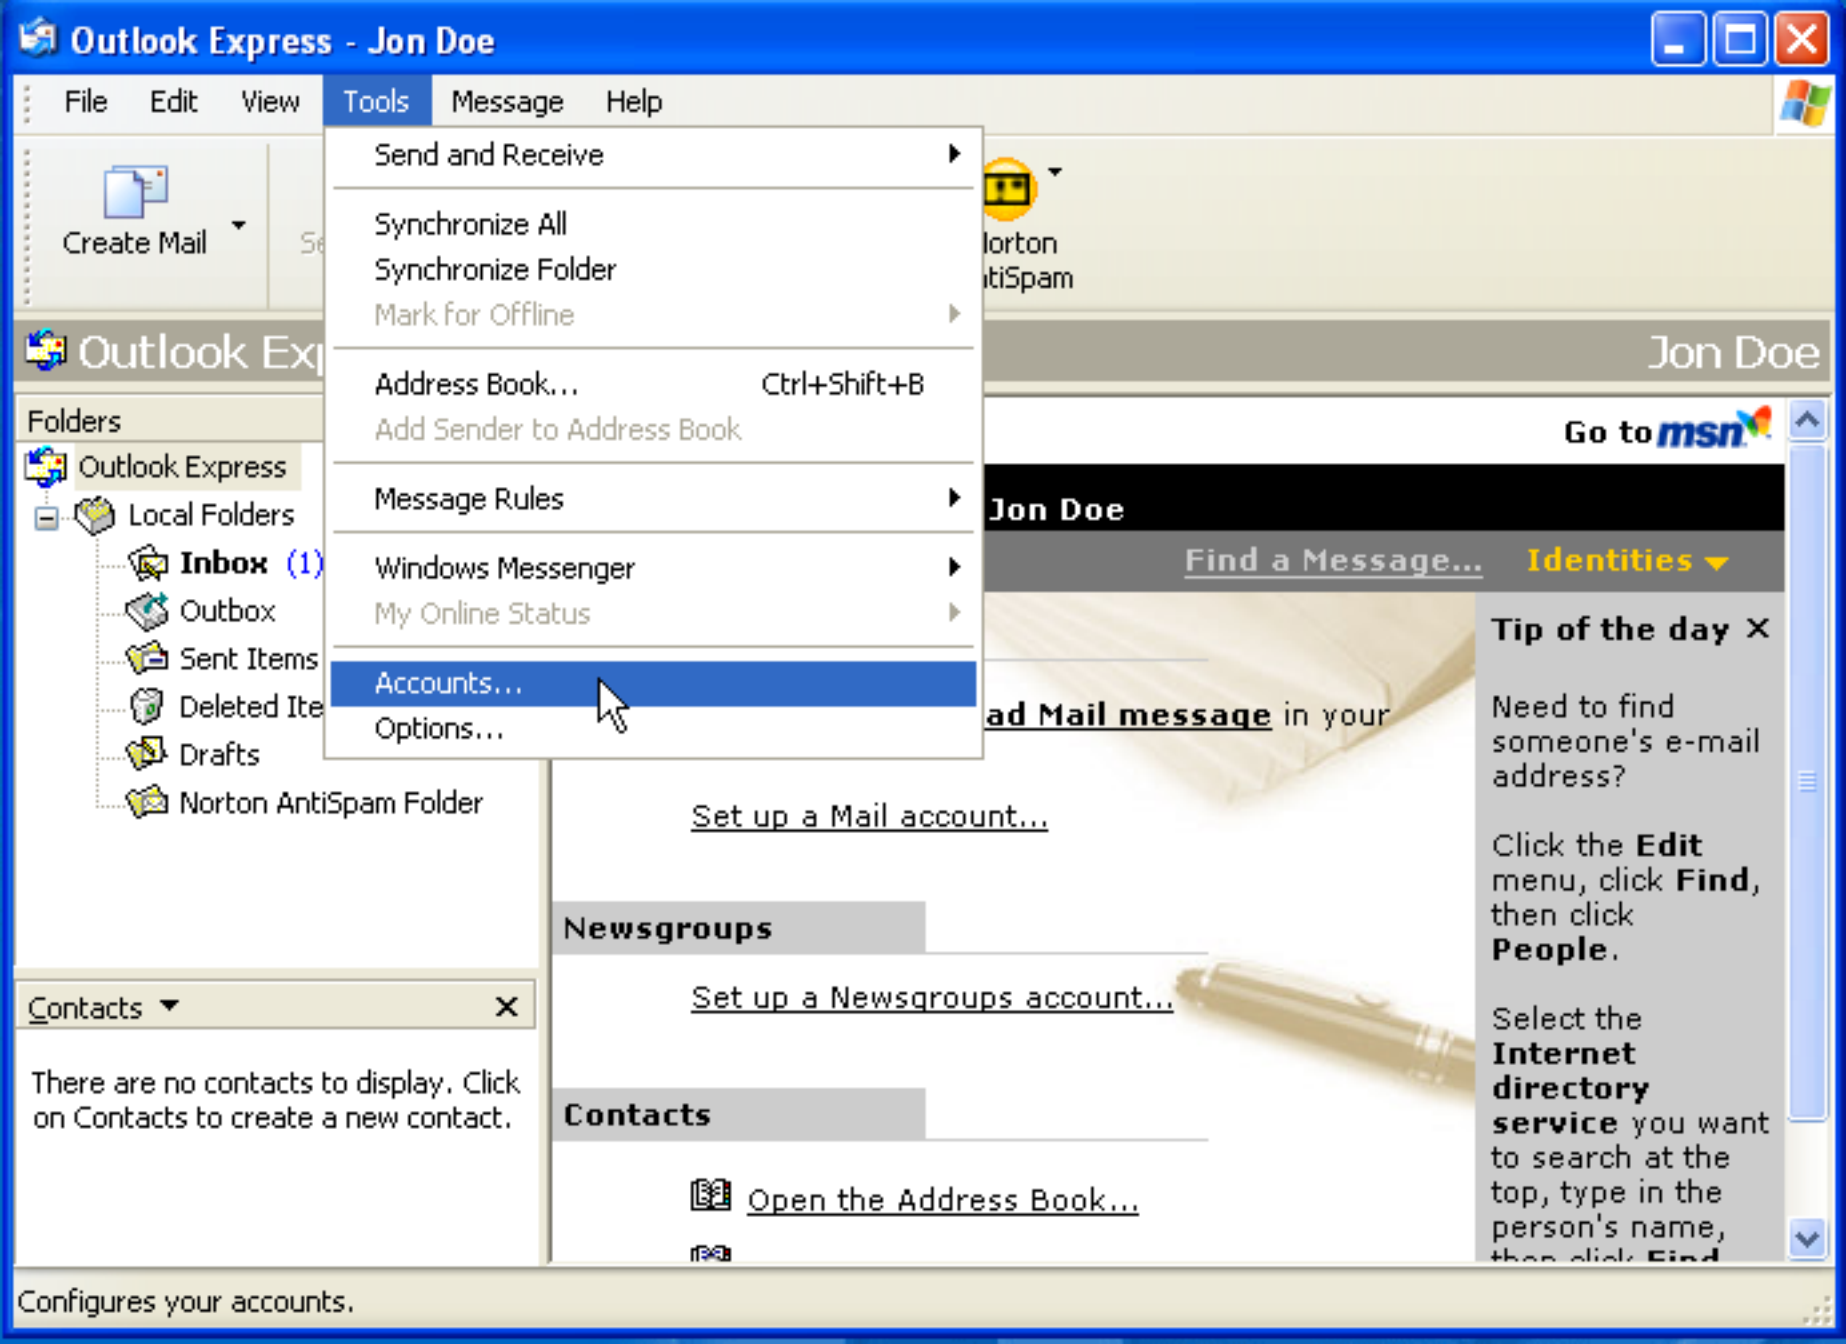 Outlook Express - Jon Doe
File Edit View Tools Message Help
Send and Receive
Synchronize All
Synchronize Folder
Mark for Offline
Address Book... Ctrl+Shift+B
Add Sender to Address Book
Message Rules
Windows Messenger
My Online Status
Accounts...
Options...
Create Mail
Outlook
Jon Doe
Folders
Outlook Express
Local Folders
Inbox (1)
Outbox
Sent Items
Deleted
Drafts
Norton AntiSpam Folder
Contacts
There are no contacts to display. Click
on Contacts to create a new contact.
Go to msn
Jon Doe
Find a Message... Identities
Mail message in your
Set up a Mail account...
Newsgroups
Set up a Newsgroups account...
Contacts
Open the Address Book...
Tip of the day
Need to find
someone's e-mail
address?
Click the Edit
menu, click Find,
then click
People.
Select the
Internet
directory
service you want
to search at the
top, type in the
person's name,
then click Find
Configures your accounts.